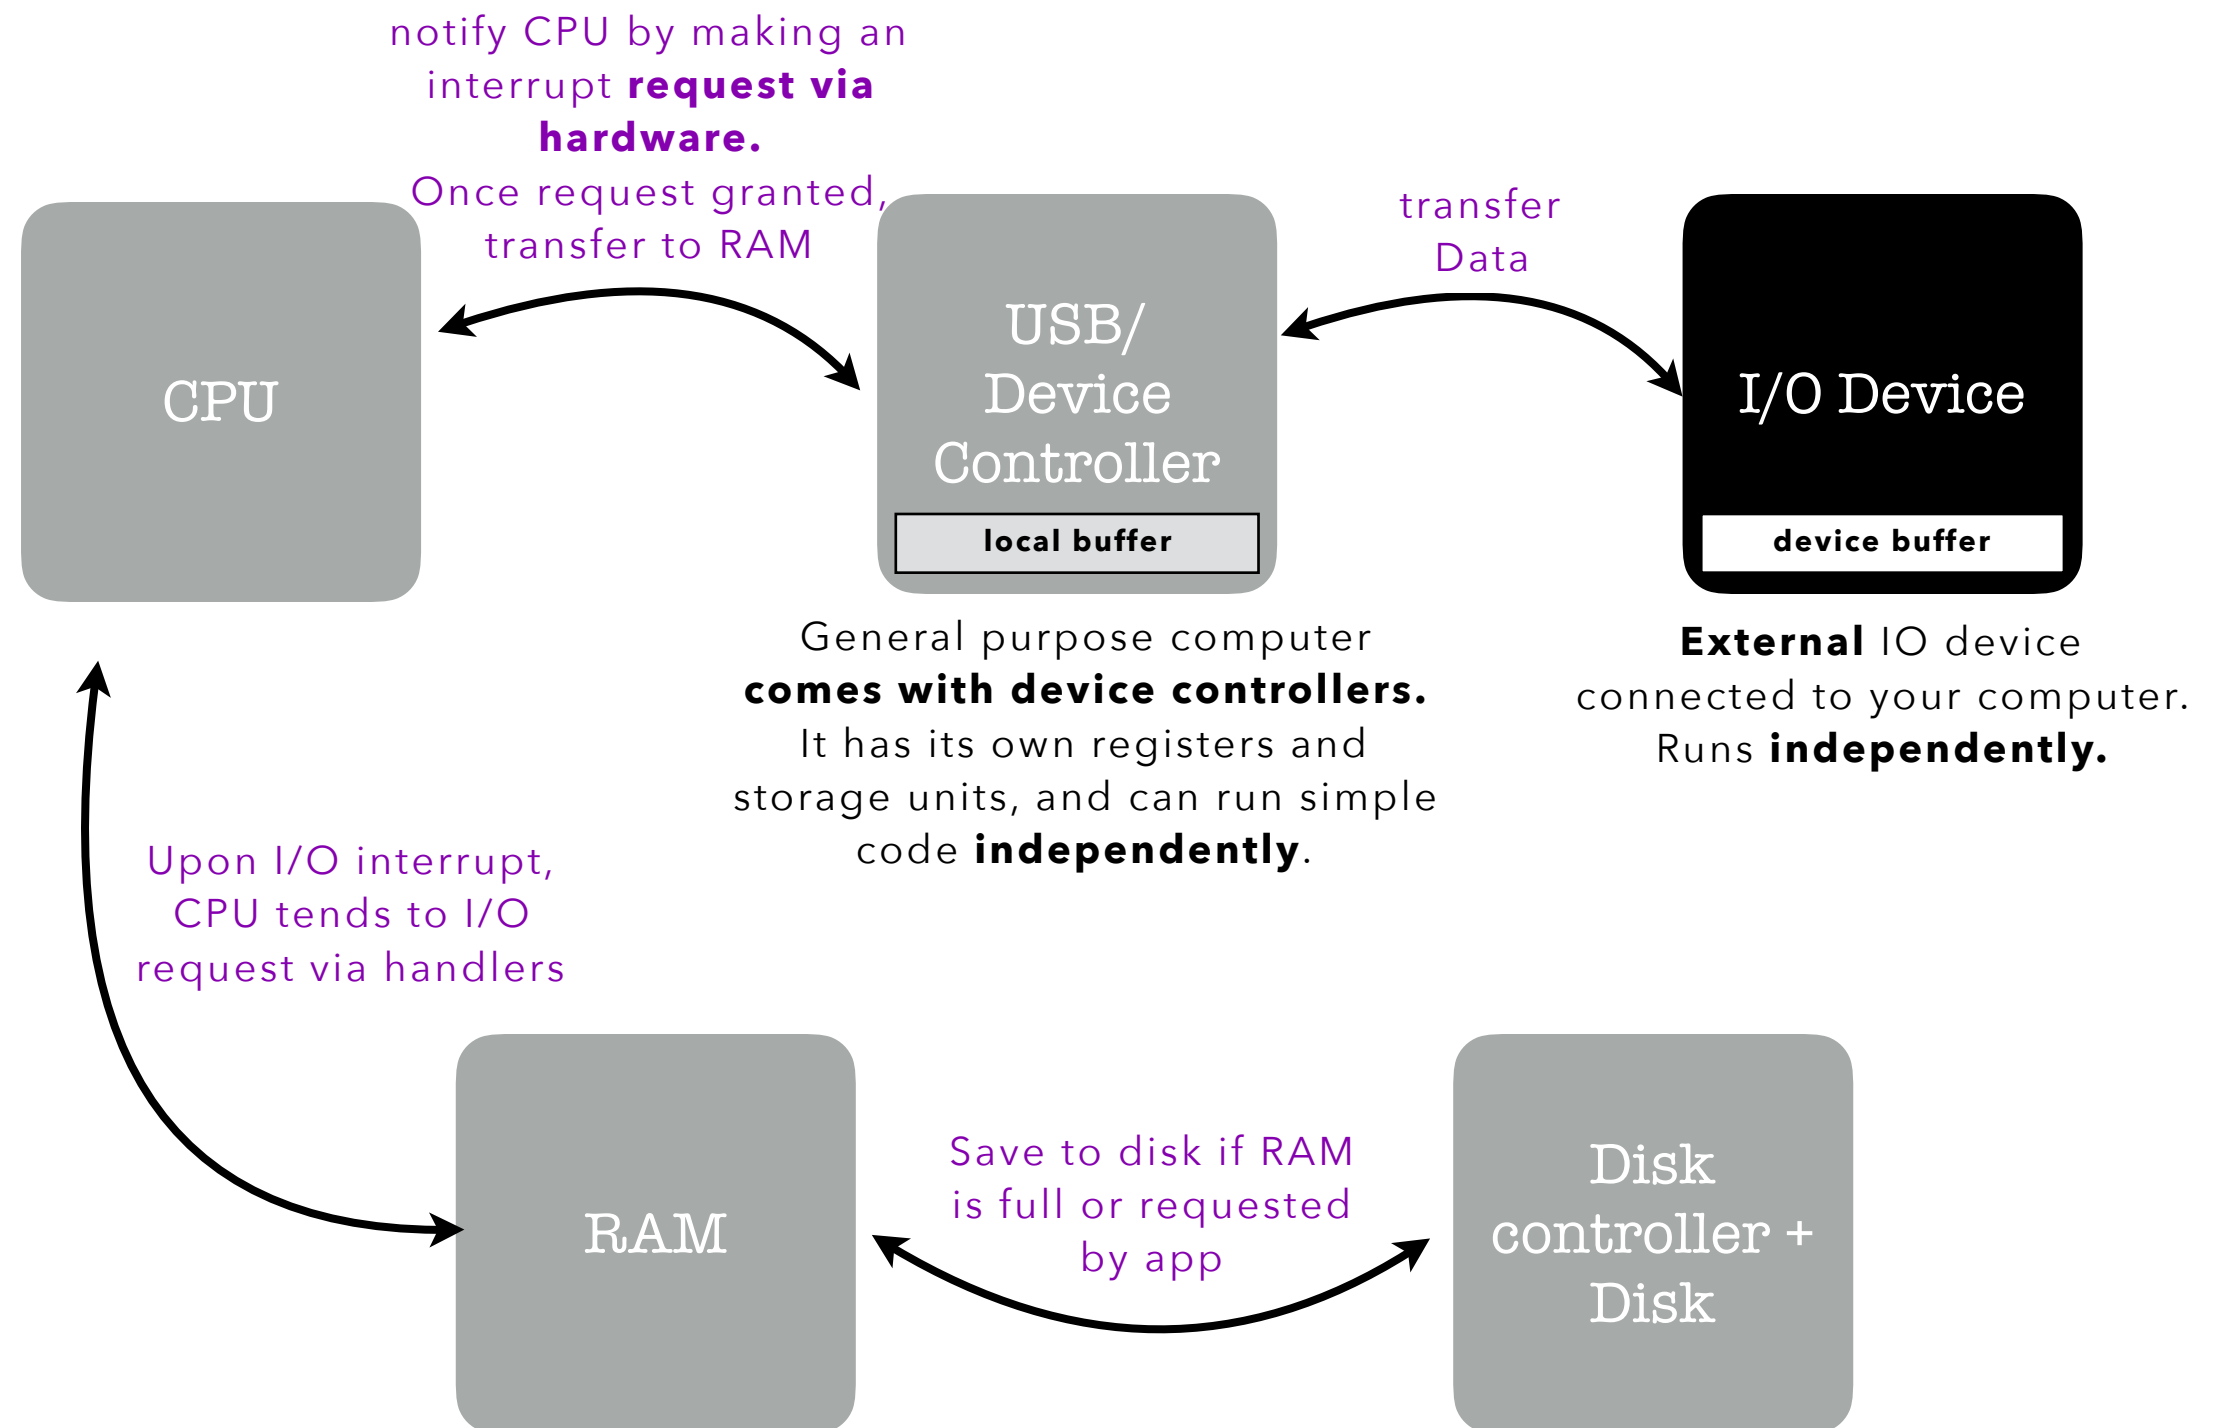 notify CPU by making an
interrupt request via
hardware.
Once request granted,
transfer to RAM
transfer
Data
CPU
USB/
Device
Controller
local buffer
I/O Device
device buffer
General purpose computer
comes with device controllers.
It has its own registers and
storage units, and can run simple
code independently.
External IO device
connected to your computer.
Runs independently.
Upon I/O interrupt,
CPU tends to I/O
request via handlers
RAM
Save to disk if RAM
is full or requested
by app
Disk
controller +
Disk